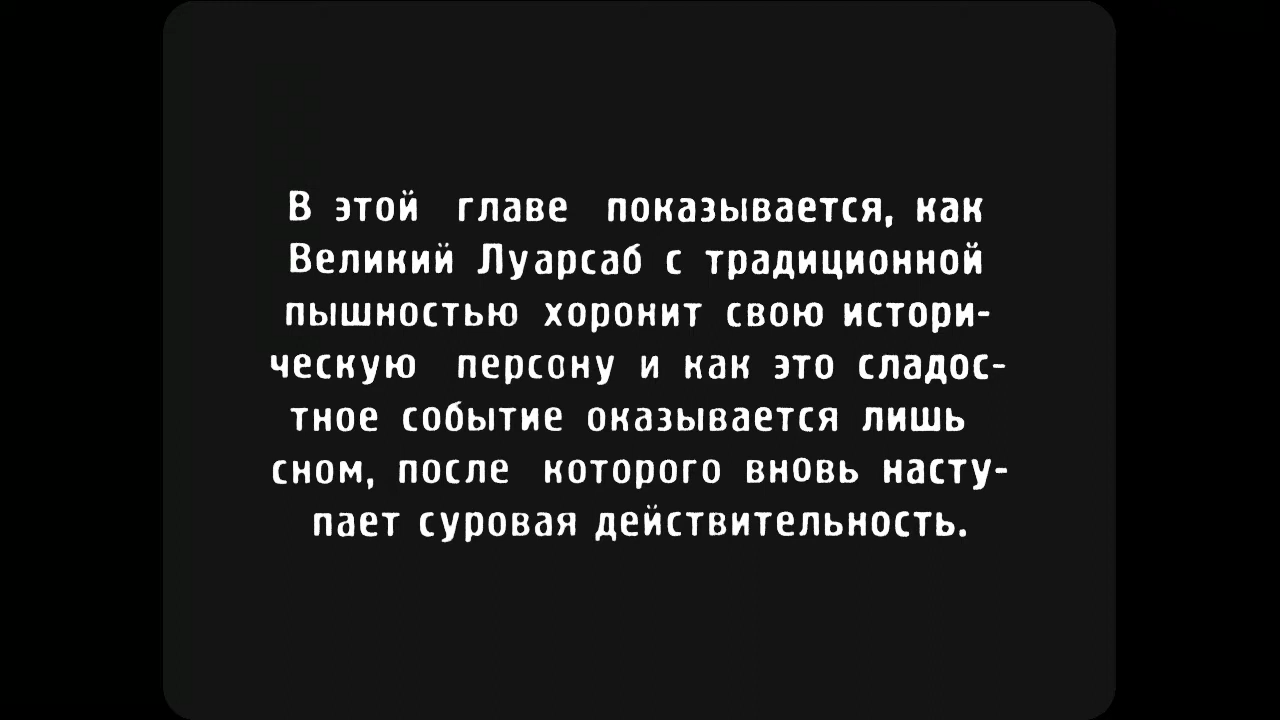 В этой главе показывается, как
Великий Луарсаб с традиционной
пышностью хоронит свою истори-
ческую персону и как это сладос-
тное событие оказывается лишь
сном, после которого вновь насту-
пает суровая действительность.